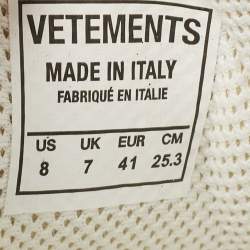 VETEMENTS
MADE IN ITALY
FABRIQUÉ EN ITALIE
US UK EUR CM
8 7 41 25.3